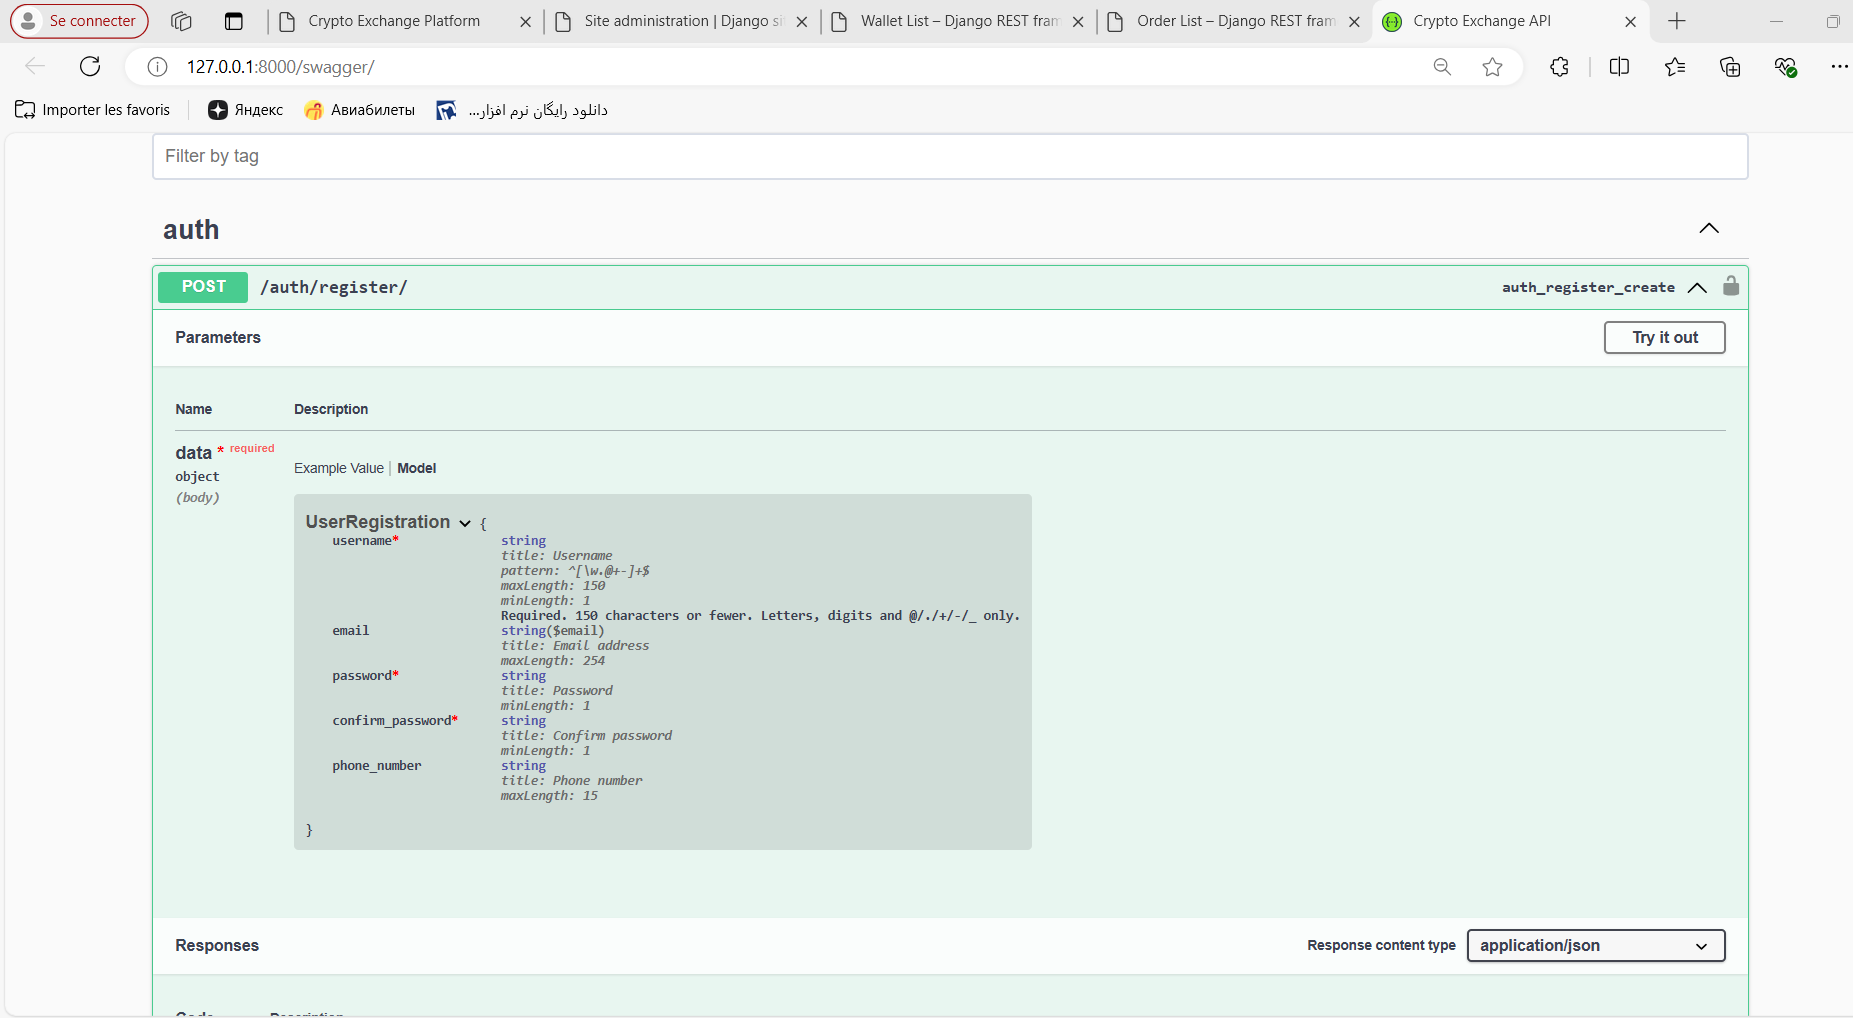 Se connecter
Crypto Exchange Platform
Site administration | Django si
Wallet List – Django REST fram
Order List – Django REST fram
Crypto Exchange API
127.0.0.1:8000/swagger/
Importer les favoris
Яндекс
Авиабилеты
دانلود رایگان نرم افزار...
Filter by tag
auth
POST /auth/register/ auth_register_create
Parameters
Try it out
Name Description
data * required
object
(body)
Example Value | Model
UserRegistration {
username* string
title: Username
pattern: ^[\w.@+-]+$
maxLength: 150
minLength: 1
Required. 150 characters or fewer. Letters, digits and @/./+/-/_ only.
email string($email)
title: Email address
maxLength: 254
password* string
title: Password
minLength: 1
confirm_password* string
title: Confirm password
minLength: 1
phone_number string
title: Phone number
maxLength: 15
}
Responses
Response content type application/json